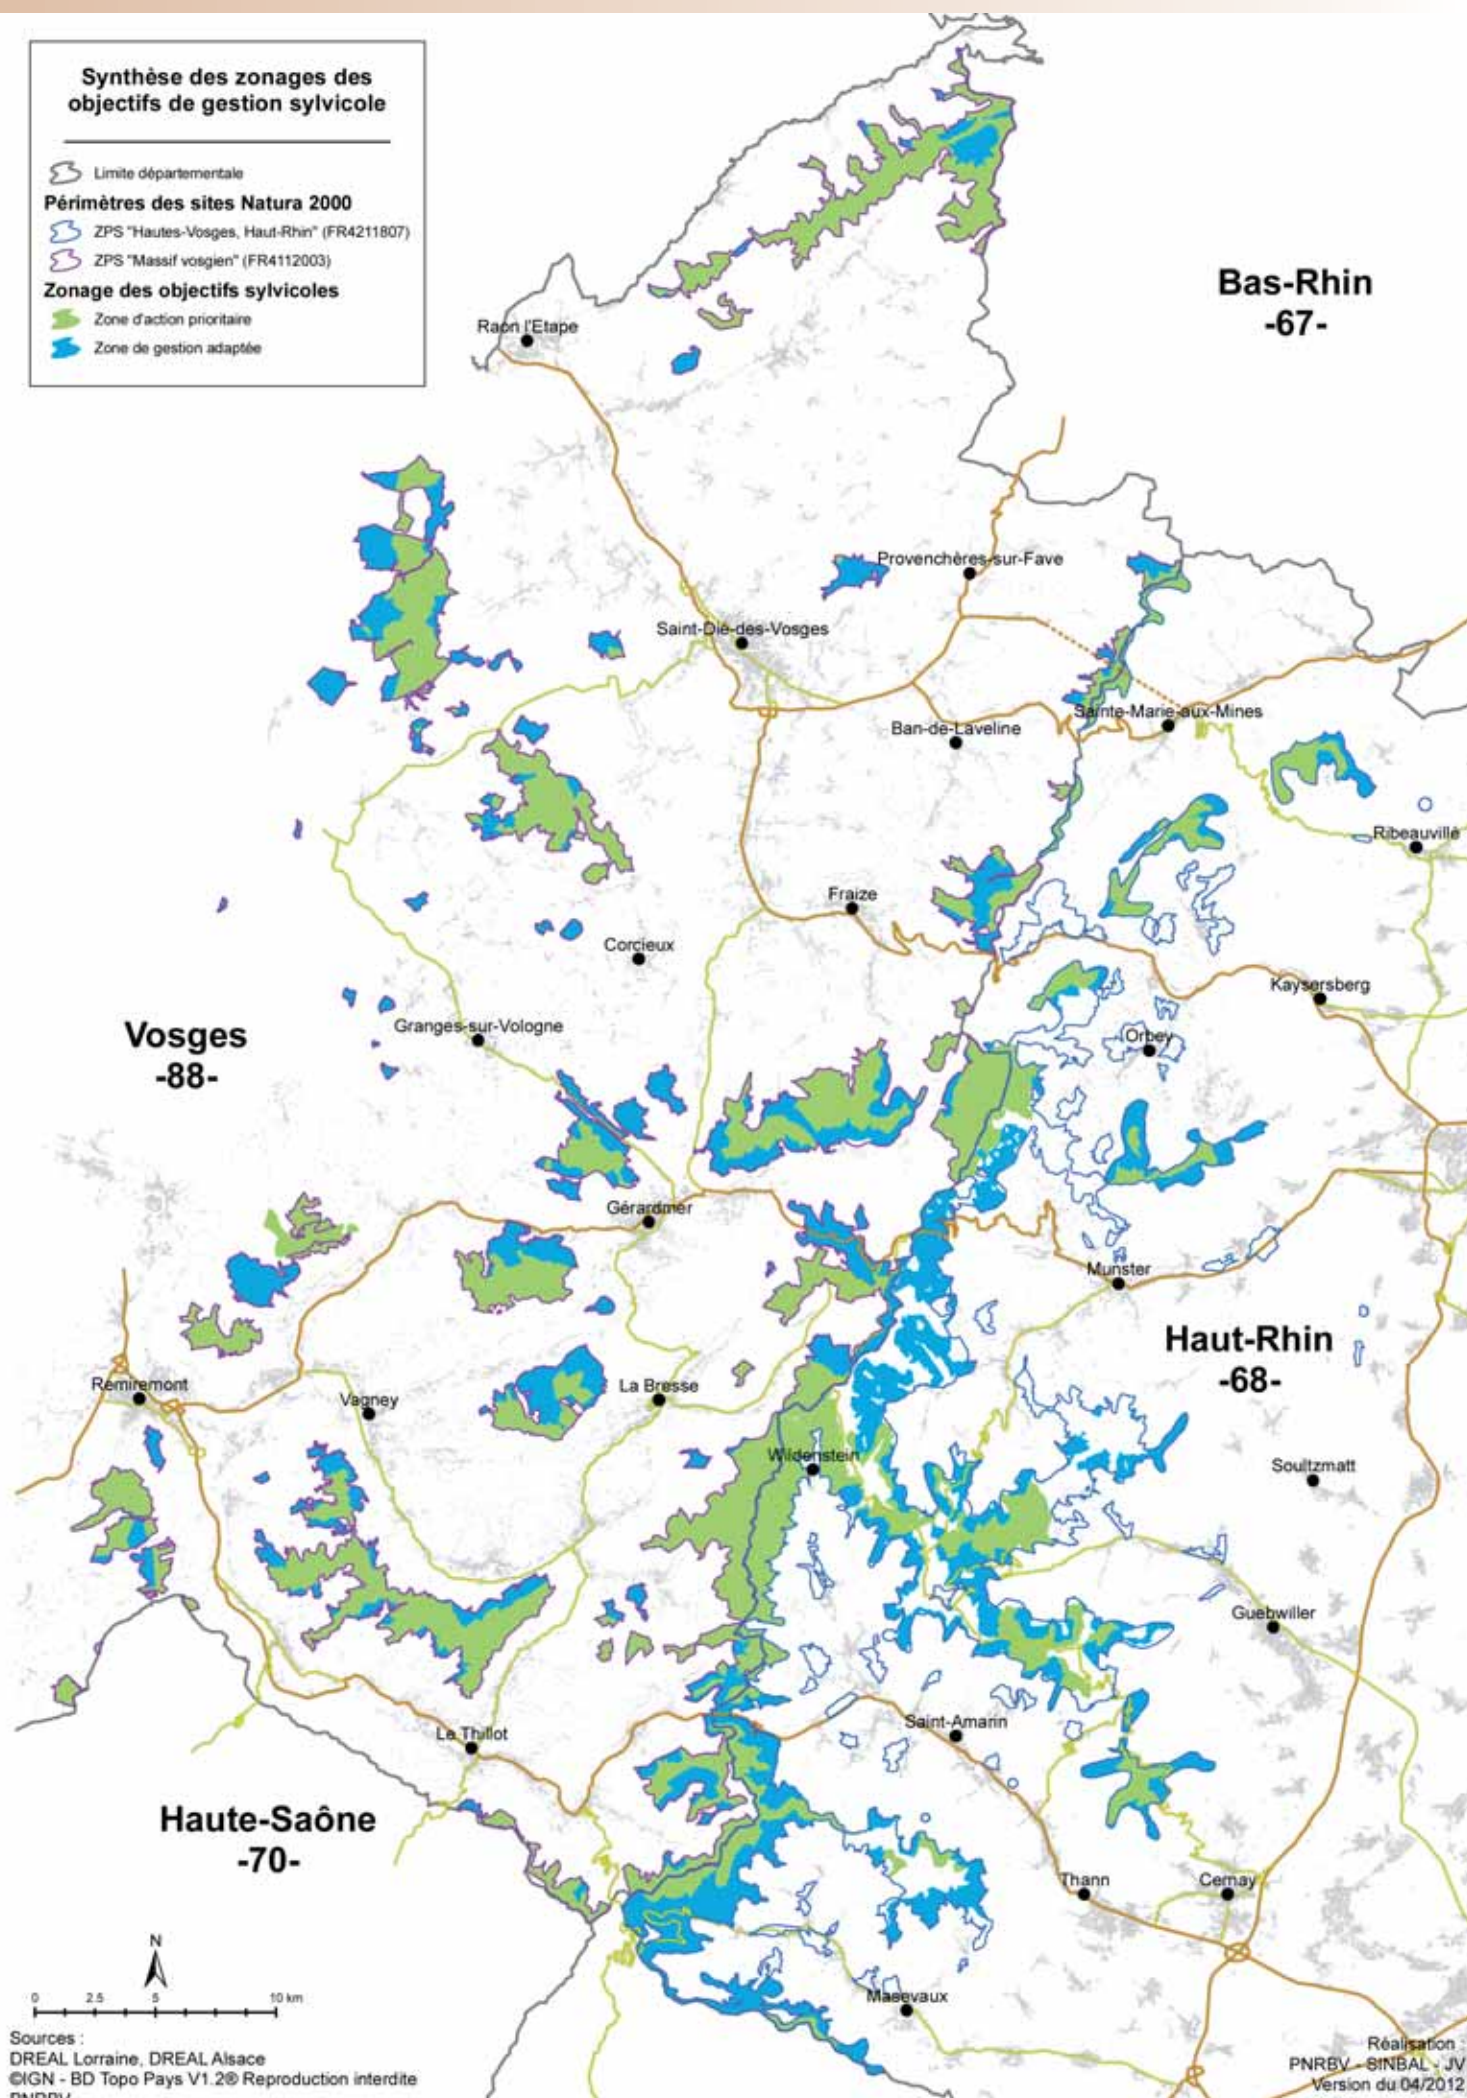 Synthèse des zonages des
objectifs de gestion sylvicole
Limite départementale
Périmètres des sites Natura 2000
ZPS "Hautes-Vosges, Haut-Rhin" (FR4211807)
ZPS "Massif vosgien" (FR4112003)
Zonage des objectifs sylvicoles
Zone d'action prioritaire
Zone de gestion adaptée
Bas-Rhin
-67-
Raon l'Etape
Provenchères-sur-Fave
Saint-Dié-des-Vosges
Sainte-Marie-aux-Mines
Ban-de-Laveline
Ribeauvillé
Fraize
Corcieux
Kaysersberg
Granges-sur-Vologne
Vosges
-88-
Orbey
Gérardmer
Munster
Haut-Rhin
-68-
Remiremont
Vagney
La Bresse
Wildenstein
Soultzmatt
Guebwiller
Saint-Amarin
Le Thillot
Haute-Saône
-70-
Thann
Cernay
Masevaux
N
0 2.5 5 10 km
Sources :
DREAL Lorraine, DREAL Alsace
©IGN - BD Topo Pays V1.2® Reproduction interdite
PNRBV
Réalisation :
PNRBV - SINBAL - JV
Version du 04/2012